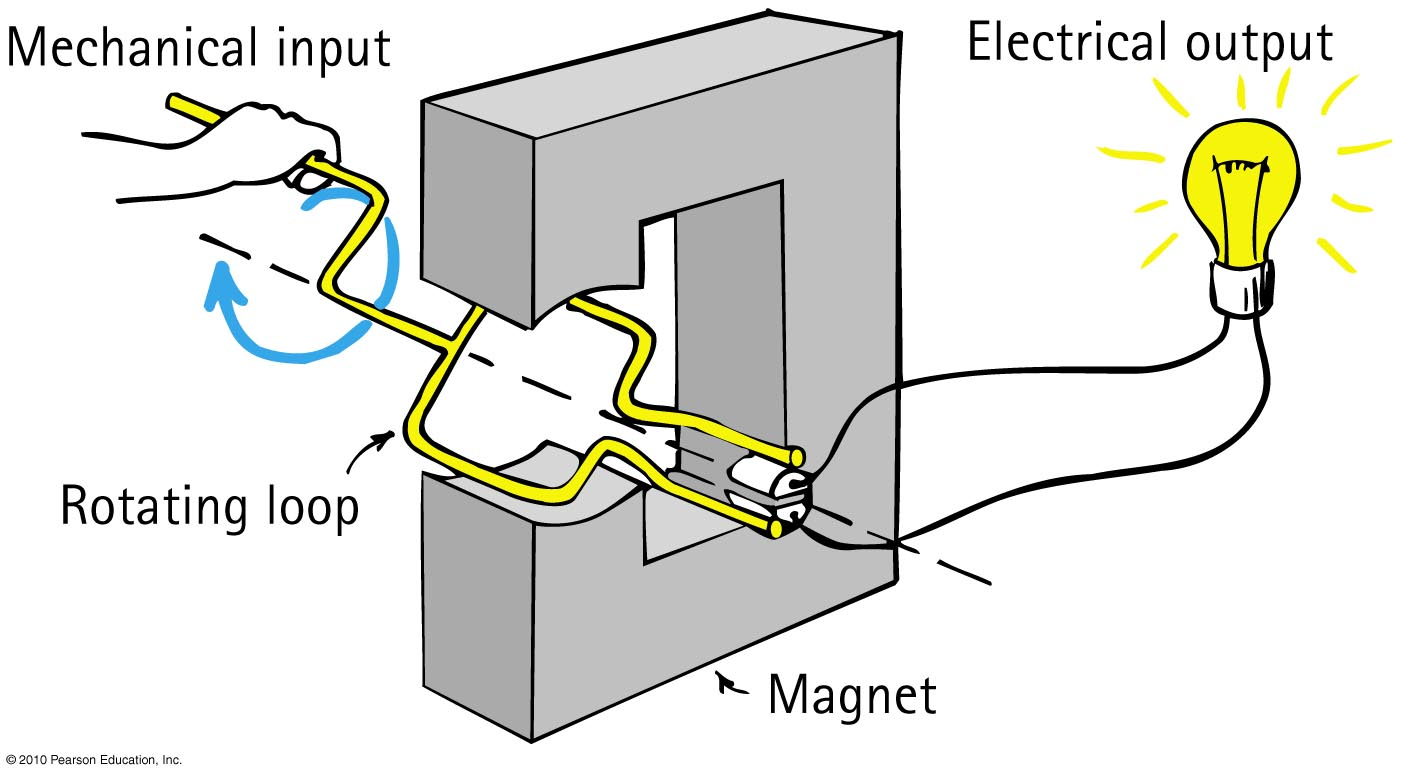 Mechanical input
Electrical output
Rotating loop
Magnet
© 2010 Pearson Education, Inc.